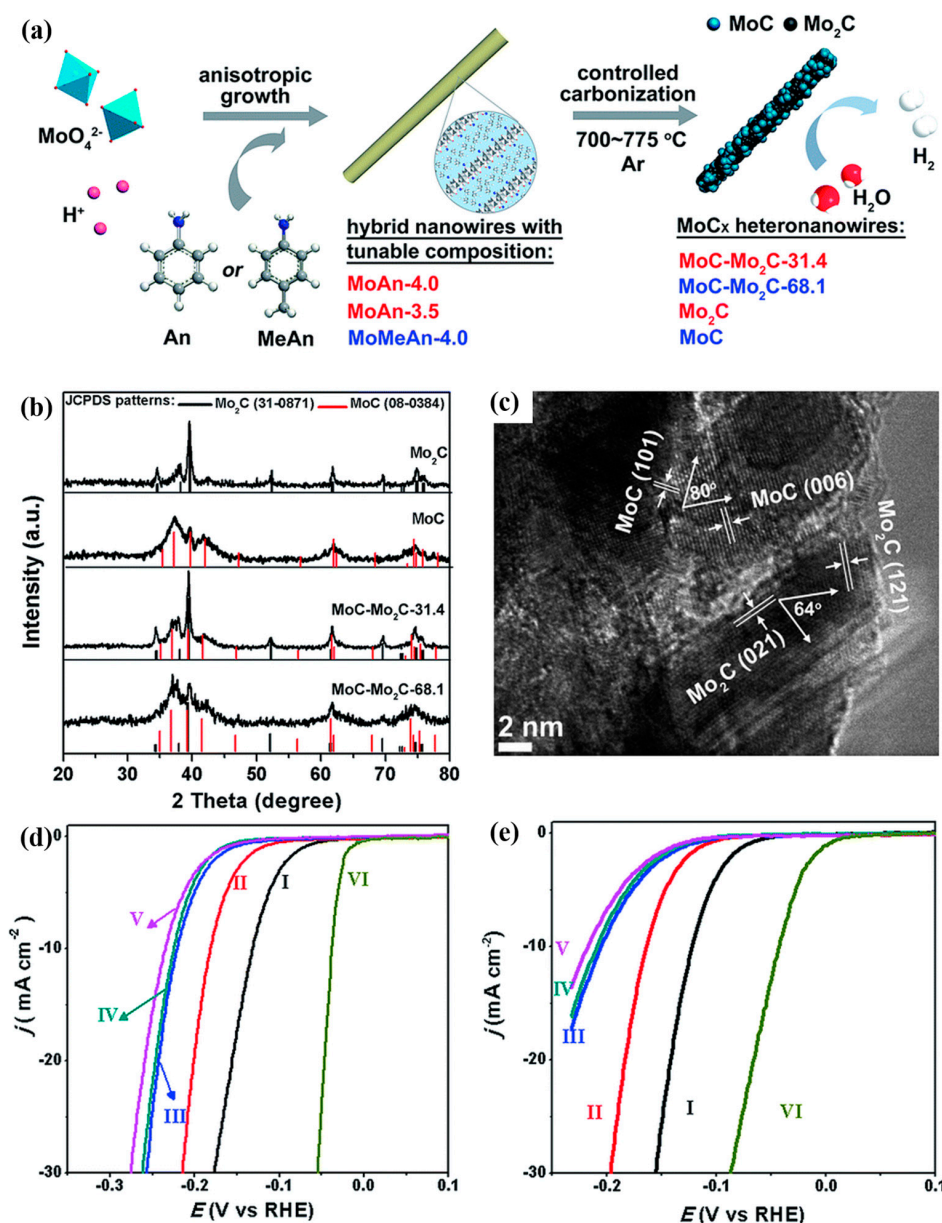 (a)
MoC Mo₂C
anisotropic
growth
controlled
carbonization
700~775 °C
Ar
MoO₄²⁻
H⁺
H₂
H₂O
An
or
MeAn
hybrid nanowires with
tunable composition:
MoAn-4.0
MoAn-3.5
MoMeAn-4.0
MoCx heteronanowires:
MoC-Mo₂C-31.4
MoC-Mo₂C-68.1
Mo₂C
MoC
(b)
JCPDS patterns: Mo₂C (31-0871) MoC (08-0384)
Mo₂C
MoC
MoC-Mo₂C-31.4
MoC-Mo₂C-68.1
Intensity (a.u.)
20 30 40 50 60 70 80
2 Theta (degree)
(c)
MoC (101)
80°
MoC (006)
Mo₂C (121)
64°
Mo₂C (021)
2 nm
(d)
0
-10
-20
-30
j ( mA cm⁻²)
V
IV
III
II
I
VI
-0.3 -0.2 -0.1 0.0 0.1
E (V vs RHE)
(e)
0
-10
-20
-30
j (mA cm⁻²)
V
IV
III
II
I
VI
-0.2 -0.1 0.0 0.1
E (V vs RHE)